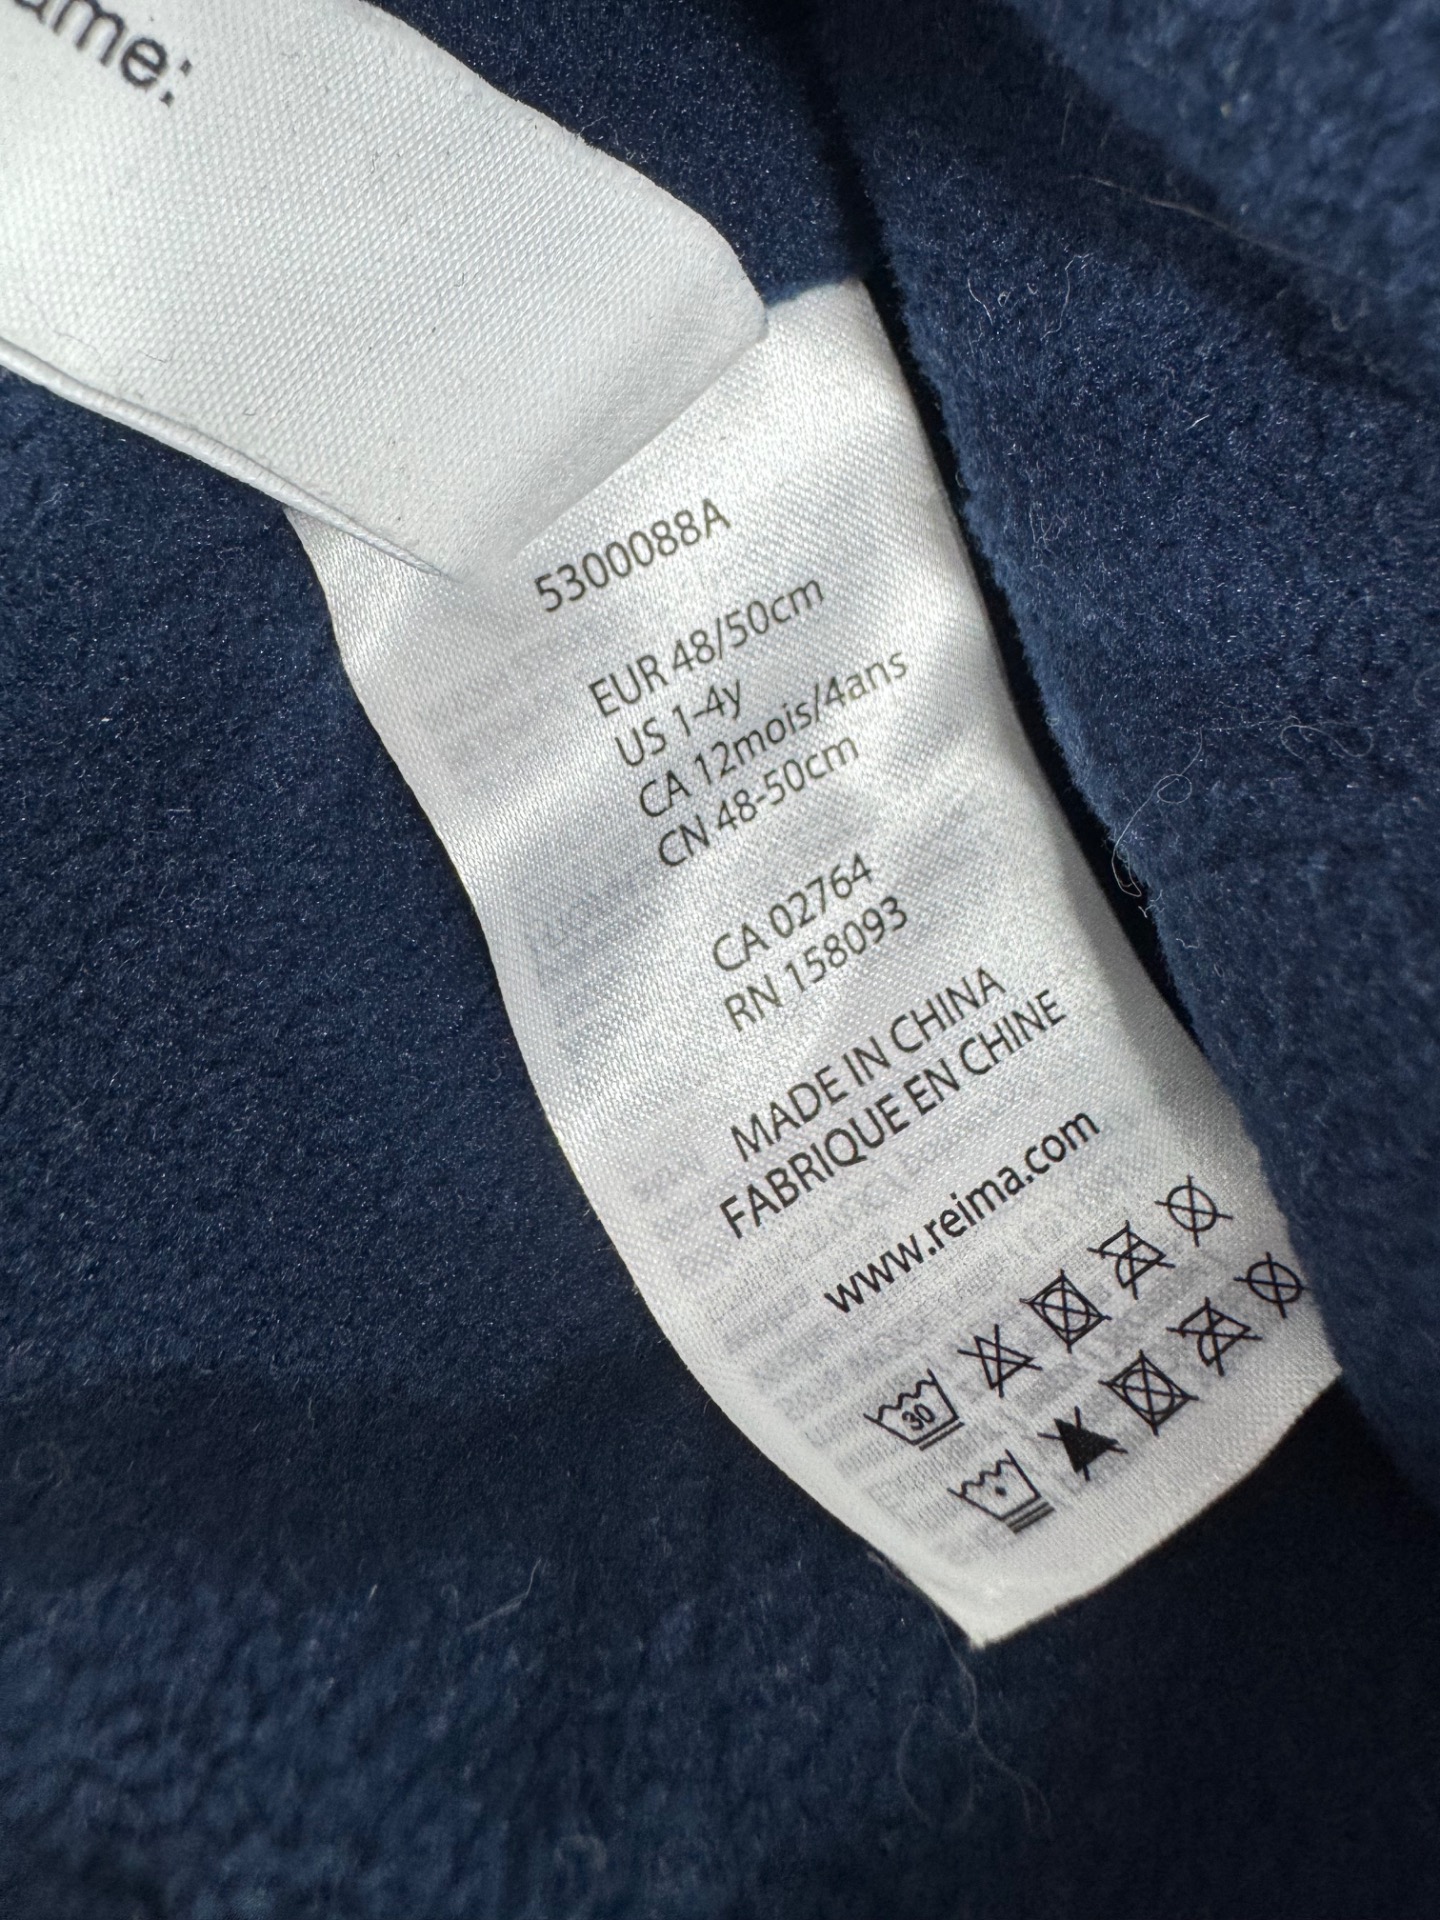 ame:
5300088A
EUR 48/50cm
US 1-4y
CA 12mois/4ans
CN 48-50cm
CA 02764
RN 158093
MADE IN CHINA
FABRIQUE EN CHINE
www.reima.com
30